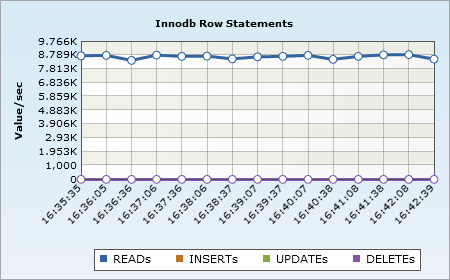 Innodb Row Statements
Value/sec
9.766K
8.789K
7.813K
6.836K
5.859K
4.883K
3.906K
2.93K
1.953K
1,000
0
16:35:35 16:36:05 16:36:36 16:37:06 16:37:36 16:38:06 16:38:37 16:39:07 16:39:37 16:40:07 16:40:38 16:41:08 16:41:38 16:42:08 16:42:39
READs INSERTs UPDATEs DELETEs